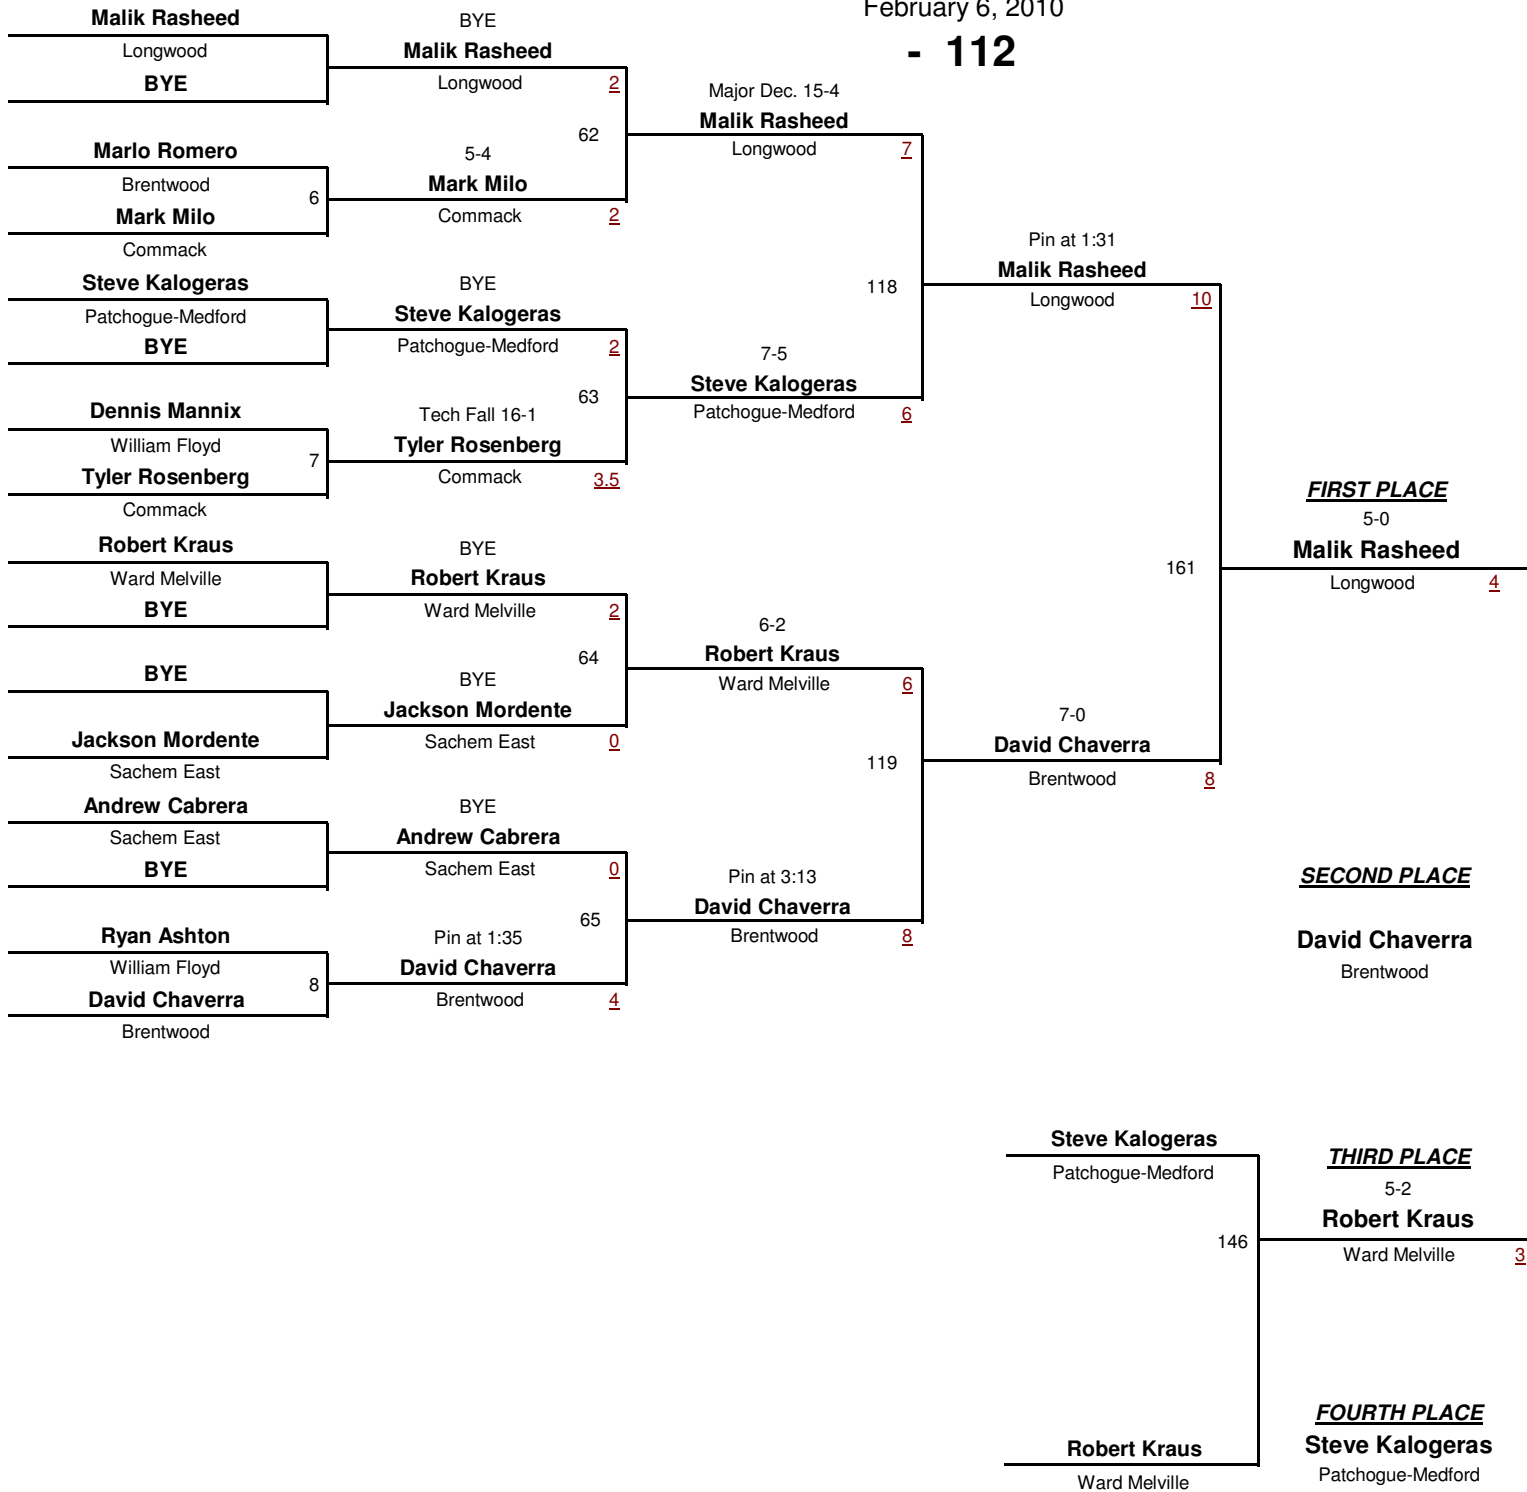 February 6, 2010
- 112
Malik Rasheed
Longwood
BYE
Marlo Romero
Brentwood
6
Mark Milo
Commack
Steve Kalogeras
Patchogue-Medford
BYE
Dennis Mannix
William Floyd
7
Tyler Rosenberg
Commack
Robert Kraus
Ward Melville
BYE
BYE
Jackson Mordente
Sachem East
Andrew Cabrera
Sachem East
BYE
Ryan Ashton
William Floyd
8
David Chaverra
Brentwood
BYE
Malik Rasheed
Longwood 2
62
5-4
Mark Milo
Commack 2
BYE
Steve Kalogeras
Patchogue-Medford 2
63
Tech Fall 16-1
Tyler Rosenberg
Commack 3.5
BYE
Robert Kraus
Ward Melville 2
64
BYE
Jackson Mordente
Sachem East 0
BYE
Andrew Cabrera
Sachem East 0
65
Pin at 1:35
David Chaverra
Brentwood 4
Major Dec. 15-4
Malik Rasheed
Longwood 7
118
7-5
Steve Kalogeras
Patchogue-Medford 6
6-2
Robert Kraus
Ward Melville 6
119
Pin at 3:13
David Chaverra
Brentwood 8
Pin at 1:31
Malik Rasheed
Longwood 10
161
7-0
David Chaverra
Brentwood 8
FIRST PLACE
5-0
Malik Rasheed
Longwood 4
SECOND PLACE
David Chaverra
Brentwood
Steve Kalogeras
Patchogue-Medford
146
Robert Kraus
Ward Melville
THIRD PLACE
5-2
Robert Kraus
Ward Melville 3
FOURTH PLACE
Steve Kalogeras
Patchogue-Medford